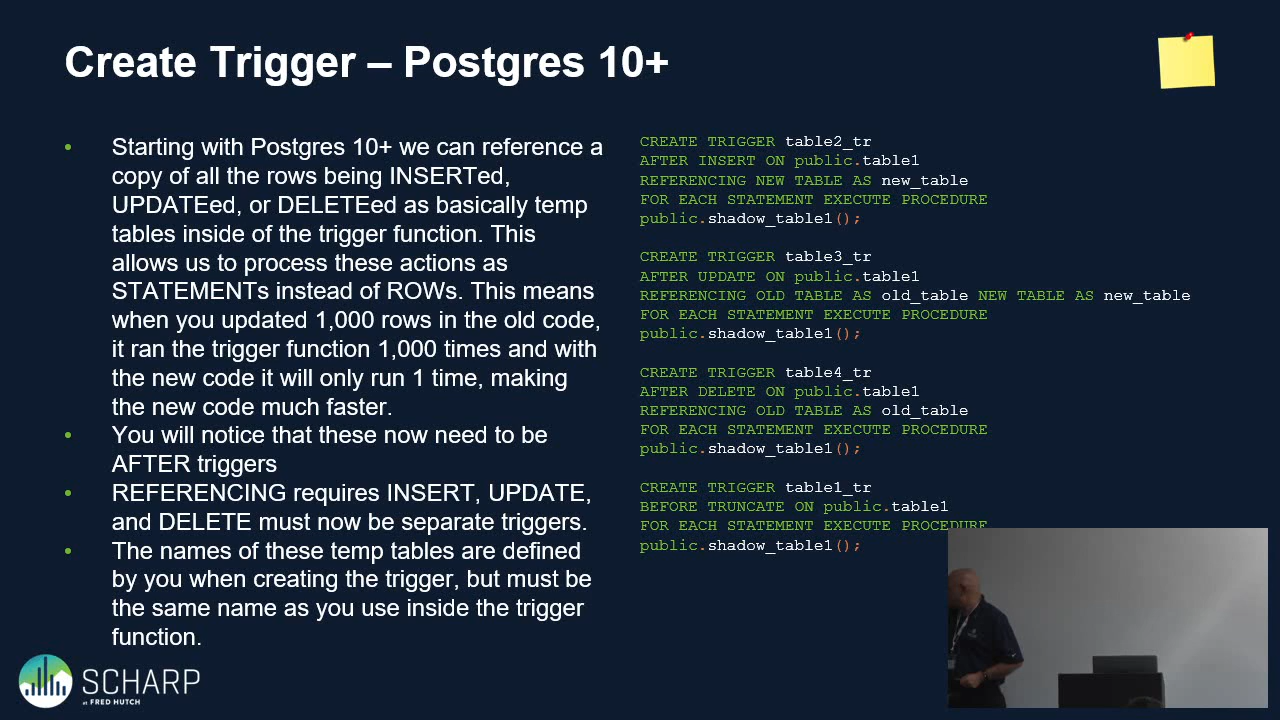 Create Trigger – Postgres 10+
• Starting with Postgres 10+ we can reference a
copy of all the rows being INSERTed,
UPDATEed, or DELETEed as basically temp
tables inside of the trigger function. This
allows us to process these actions as
STATEMENTs instead of ROWs. This means
when you updated 1,000 rows in the old code,
it ran the trigger function 1,000 times and with
the new code it will only run 1 time, making
the new code much faster.
• You will notice that these now need to be
AFTER triggers
• REFERENCING requires INSERT, UPDATE,
and DELETE must now be separate triggers.
• The names of these temp tables are defined
by you when creating the trigger, but must be
the same name as you use inside the trigger
function.
CREATE TRIGGER table2_tr
AFTER INSERT ON public.table1
REFERENCING NEW TABLE AS new_table
FOR EACH STATEMENT EXECUTE PROCEDURE
public.shadow_table1();
CREATE TRIGGER table3_tr
AFTER UPDATE ON public.table1
REFERENCING OLD TABLE AS old_table NEW TABLE AS new_table
FOR EACH STATEMENT EXECUTE PROCEDURE
public.shadow_table1();
CREATE TRIGGER table4_tr
AFTER DELETE ON public.table1
REFERENCING OLD TABLE AS old_table
FOR EACH STATEMENT EXECUTE PROCEDURE
public.shadow_table1();
CREATE TRIGGER table1_tr
BEFORE TRUNCATE ON public.table1
FOR EACH STATEMENT EXECUTE PROCEDURE
public.shadow_table1();
SCHARP
at FRED HUTCH